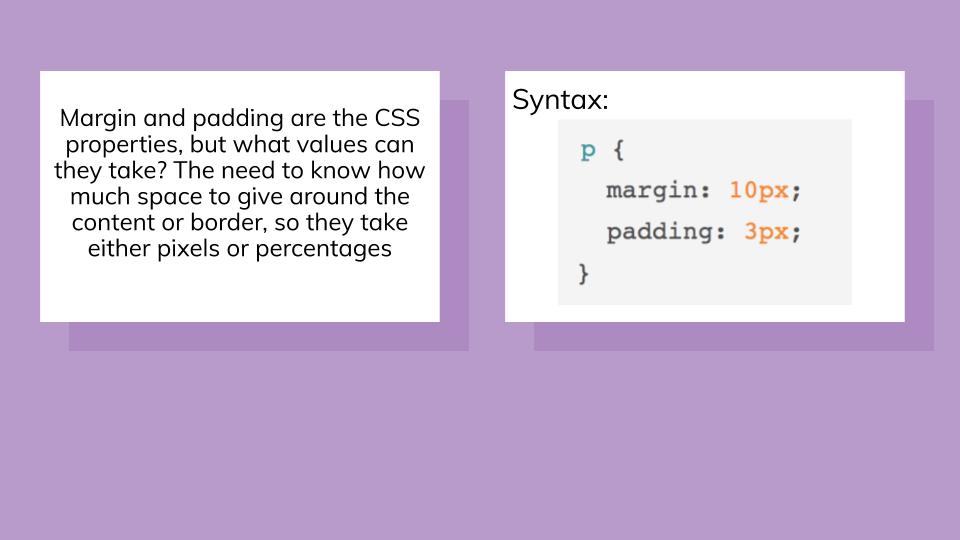 Margin and padding are the CSS
properties, but what values can
they take? The need to know how
much space to give around the
content or border, so they take
either pixels or percentages
Syntax:
p {
margin: 10px;
padding: 3px;
}